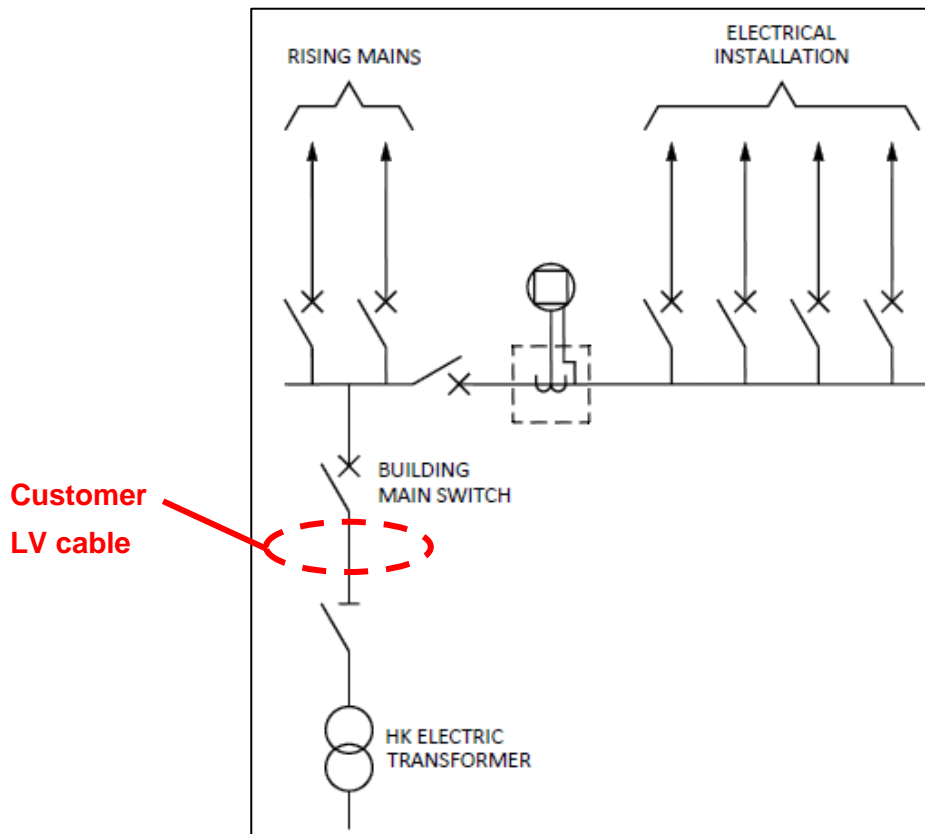 RISING MAINS
ELECTRICAL
INSTALLATION
BUILDING
MAIN SWITCH
Customer
LV cable
HK ELECTRIC
TRANSFORMER